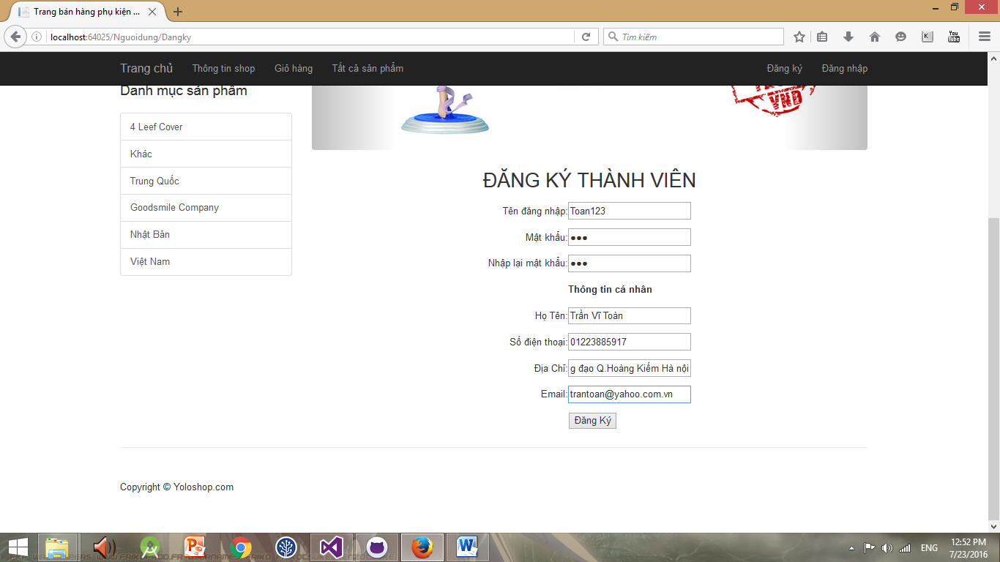 Trang bán hàng phụ kiện ...
localhost:64025/Nguoidung/Dangky
Tìm kiếm
You
Tube
Trang chủ Thông tin shop Giỏ hàng Tất cả sản phẩm Đăng ký Đăng nhập
Danh mục sản phẩm
VND
4 Leef Cover
Khác
Trung Quốc
Goodsmile Company
Nhật Bản
Việt Nam
ĐĂNG KÝ THÀNH VIÊN
Tên đăng nhập: Toan123
Mật khẩu: ●●●
Nhập lại mật khẩu: ●●●
Thông tin cá nhân
Họ Tên: Trần Vĩ Toàn
Số điện thoại: 01223885917
Địa Chỉ: g đạo Q.Hoàng Kiếm Hà nội
Email: trantoan@yahoo.com.vn
Đăng Ký
Copyright © Yoloshop.com
ENG
12:52 PM
7/23/2016